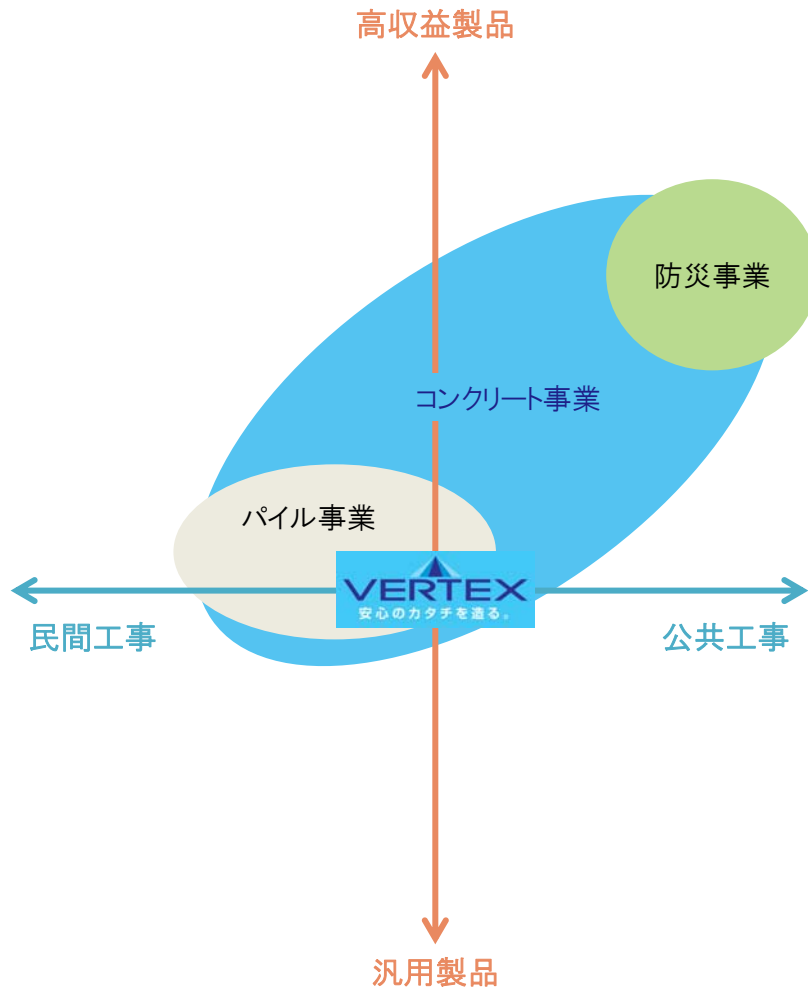 高収益製品
防災事業
コンクリート事業
パイル事業
VERTEX
安心のカタチを造る。
民間工事
公共工事
汎用製品